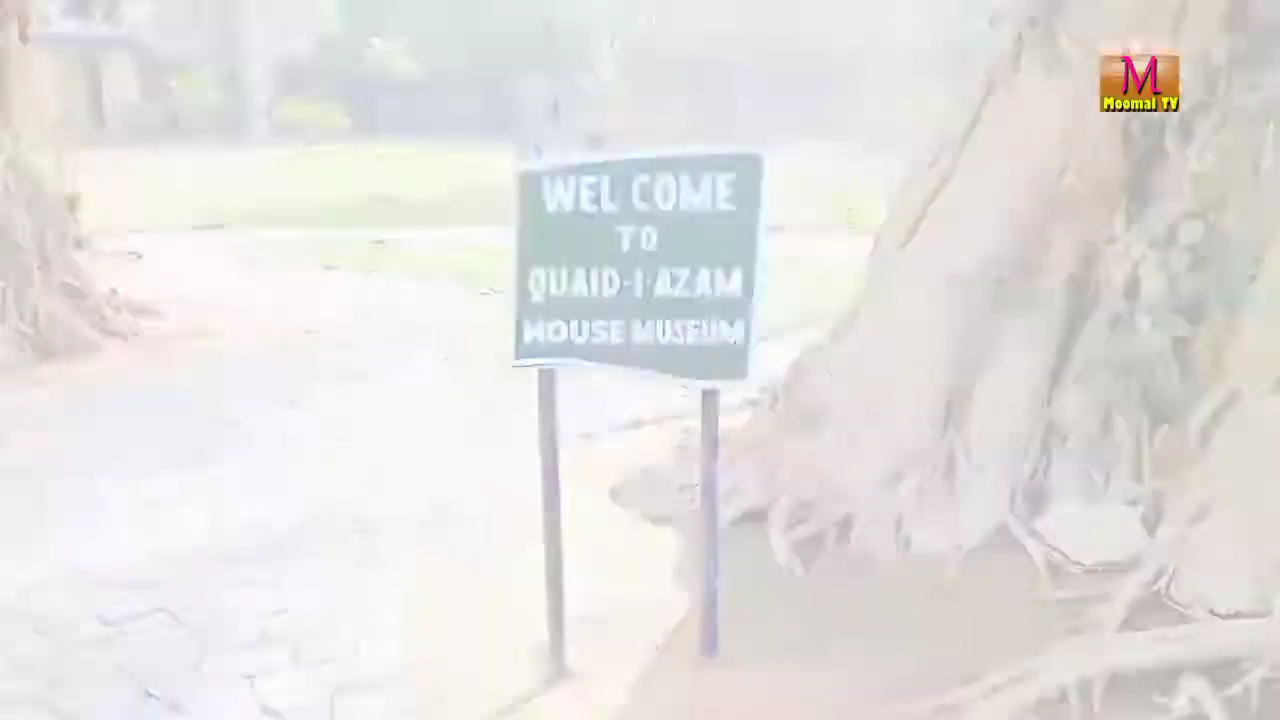 M
Moomal TV
WEL COME
TO
QUAID-I-AZAM
HOUSE MUSEUM